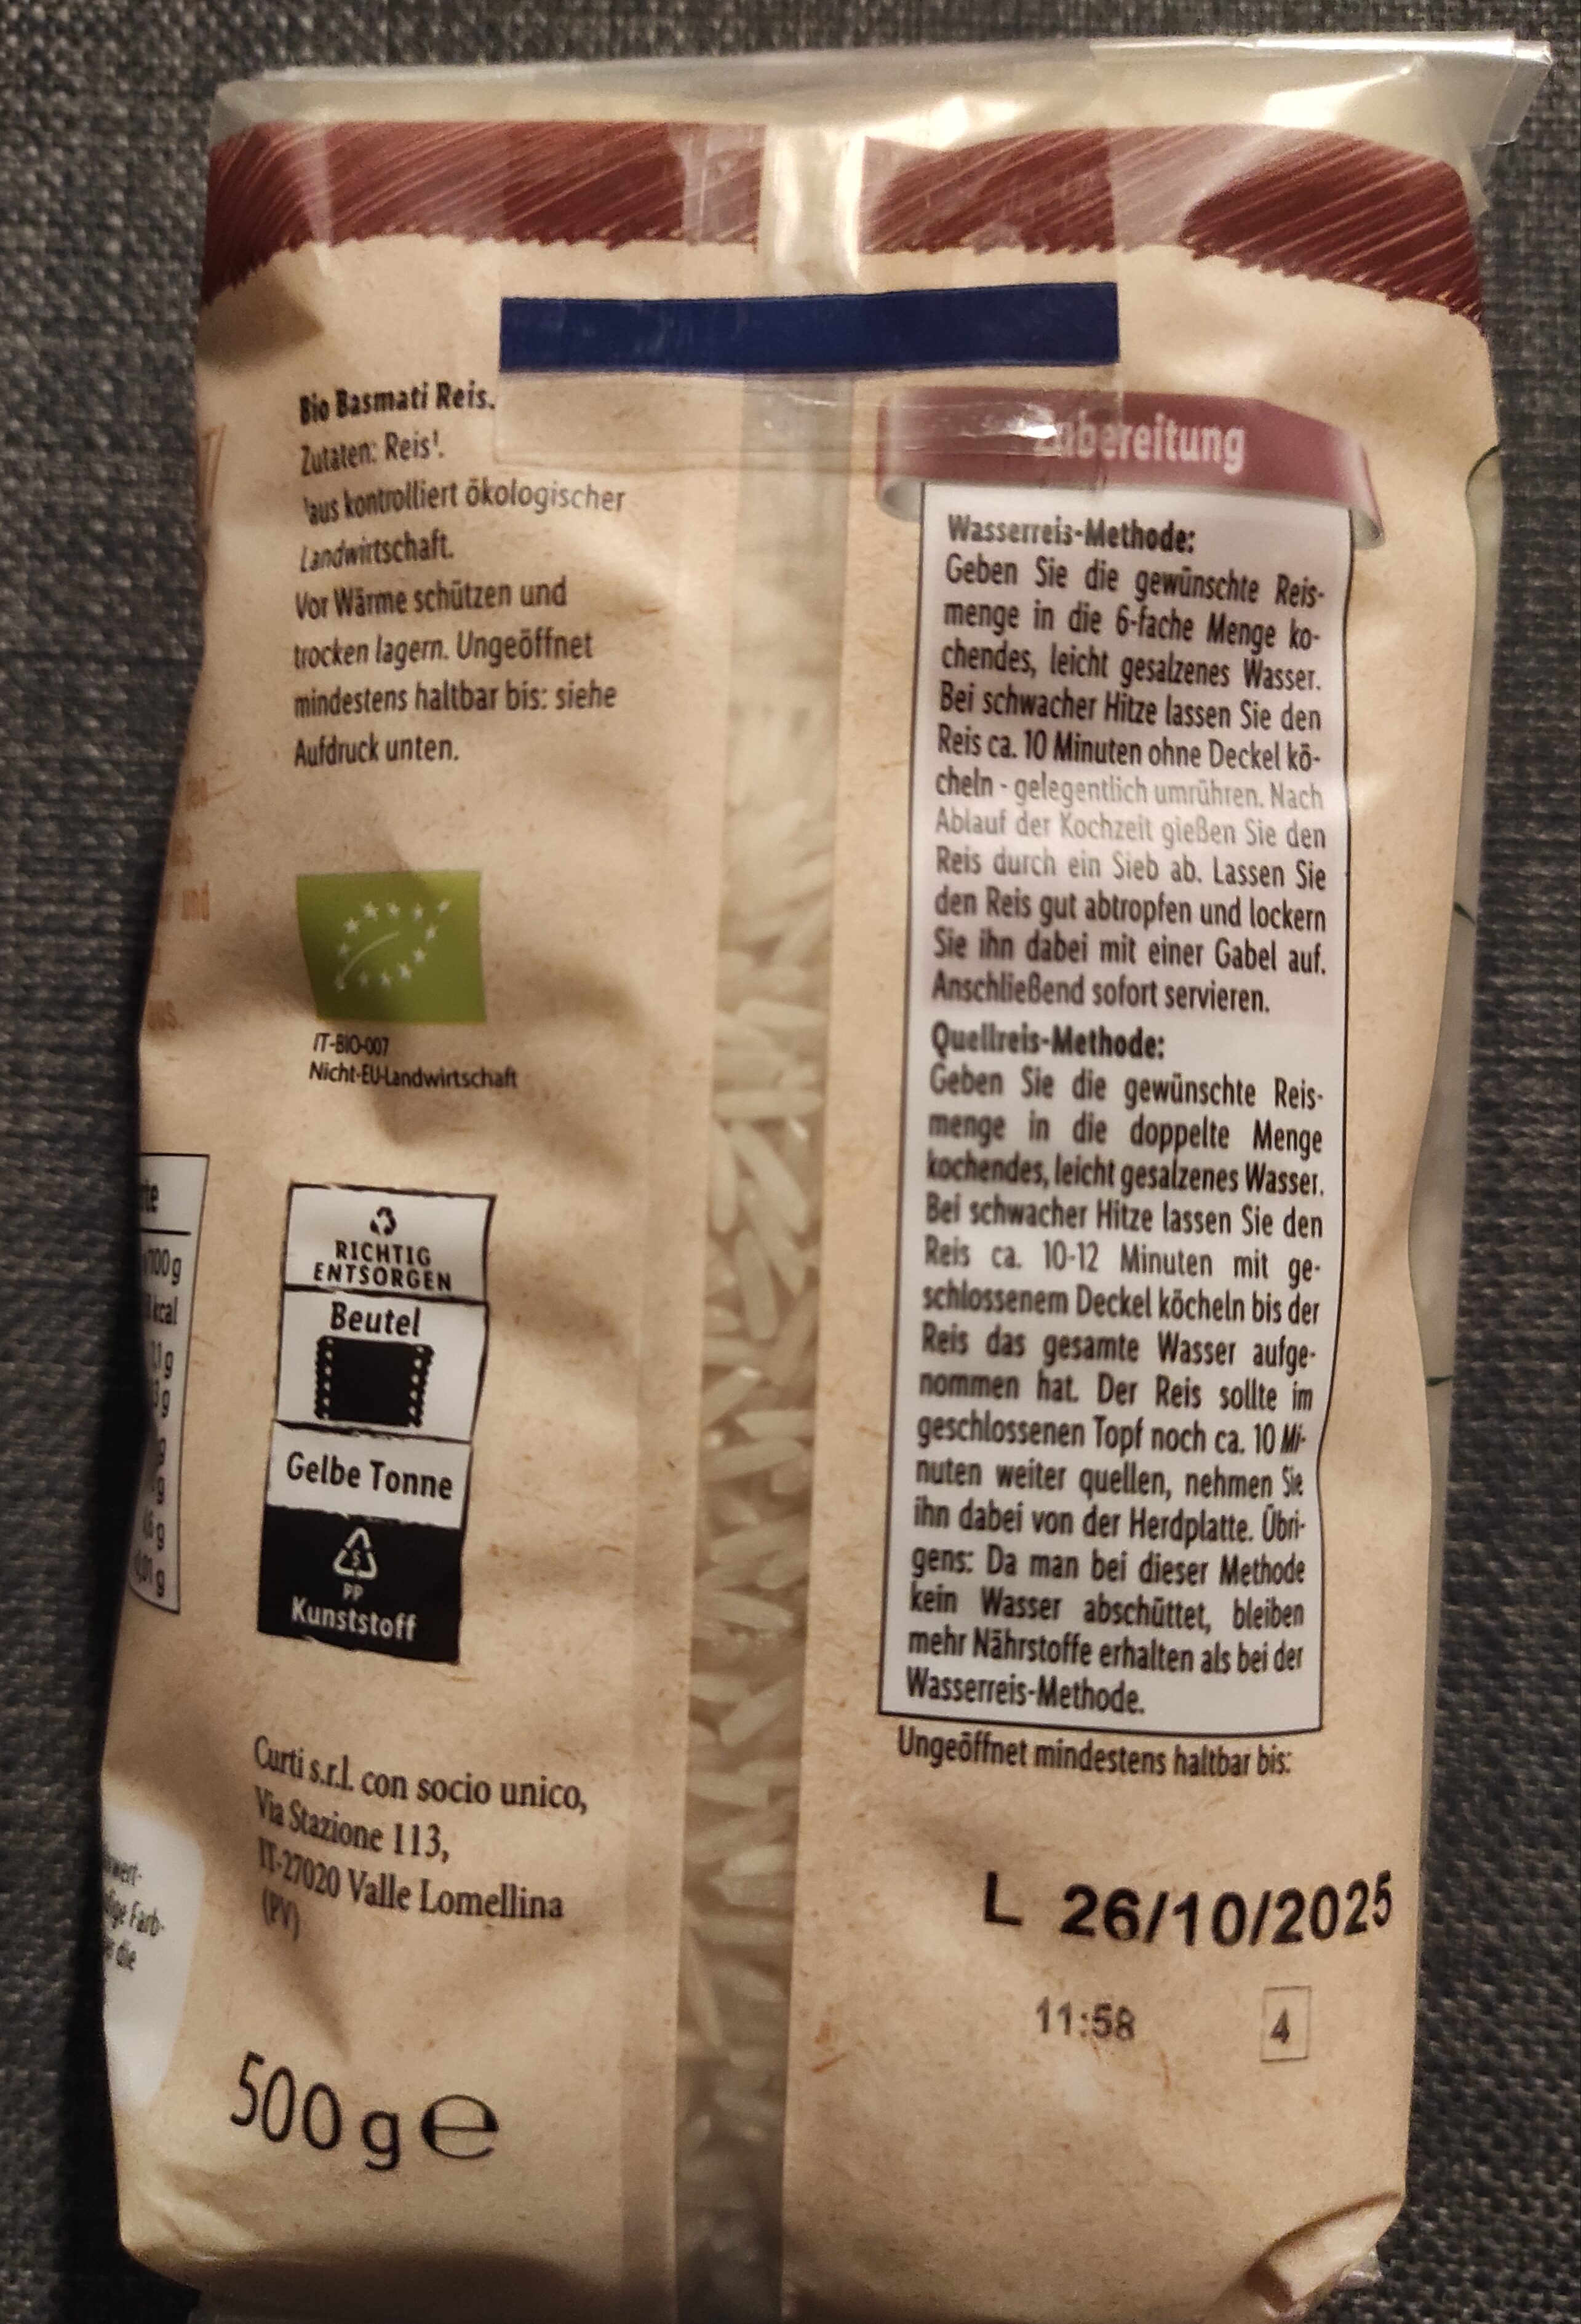 Bio Basmati Reis.
Zutaten: Reis¹.
¹aus kontrolliert ökologischer
Landwirtschaft.
Vor Wärme schützen und
trocken lagern. Ungeöffnet
mindestens haltbar bis: siehe
Aufdruck unten.
IT-BIO-007
Nicht-EU-Landwirtschaft
RICHTIG
ENTSORGEN
Beutel
Gelbe Tonne
5
PP
Kunststoff
Curti s.r.l. con socio unico,
Via Stazione 113,
IT-27020 Valle Lomellina
(PV)
500 g e
Zubereitung
Wasserreis-Methode:
Geben Sie die gewünschte Reis-
menge in die 6-fache Menge ko-
chendes, leicht gesalzenes Wasser.
Bei schwacher Hitze lassen Sie den
Reis ca. 10 Minuten ohne Deckel kö-
cheln - gelegentlich umrühren. Nach
Ablauf der Kochzeit gießen Sie den
Reis durch ein Sieb ab. Lassen Sie
den Reis gut abtropfen und lockern
Sie ihn dabei mit einer Gabel auf.
Anschließend sofort servieren.
Quellreis-Methode:
Geben Sie die gewünschte Reis-
menge in die doppelte Menge
kochendes, leicht gesalzenes Wasser.
Bei schwacher Hitze lassen Sie den
Reis ca. 10-12 Minuten mit ge-
schlossenem Deckel köcheln bis der
Reis das gesamte Wasser aufge-
nommen hat. Der Reis sollte im
geschlossenen Topf noch ca. 10 Mi-
nuten weiter quellen, nehmen Sie
ihn dabei von der Herdplatte. Übri-
gens: Da man bei dieser Methode
kein Wasser abschüttet, bleiben
mehr Nährstoffe erhalten als bei der
Wasserreis-Methode.
Ungeöffnet mindestens haltbar bis:
L 26/10/2025
11:58 4